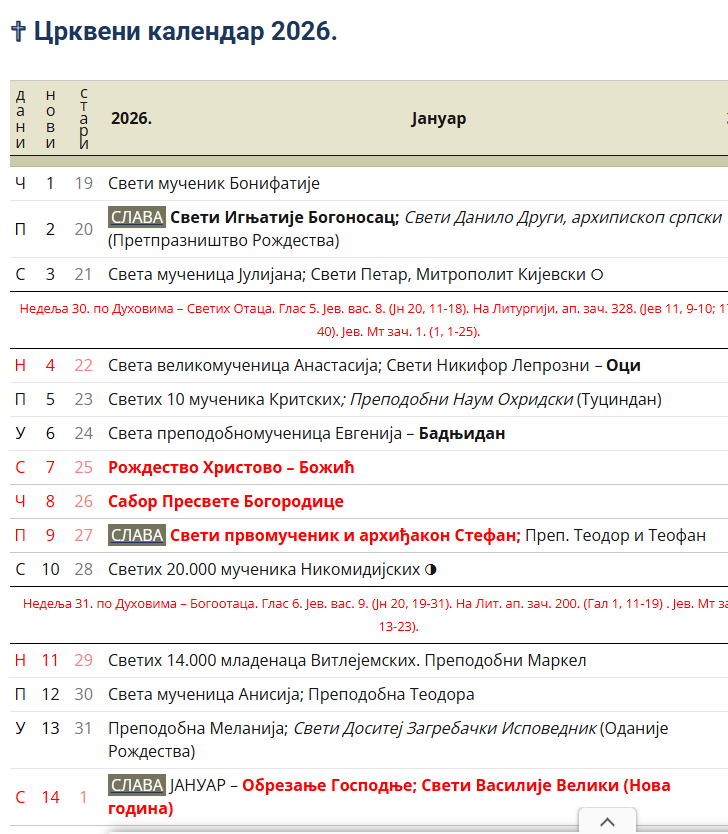 ✞ Црквени календар 2026.
дани нови стари 2026. Јануар
Ч 1 19 Свети мученик Бонифатије
П 2 20 СЛАВА Свети Игњатије Богоносац; Свети Данило Други, архипископ српски
(Претпразништво Рождества)
С 3 21 Света мученица Јулијана; Свети Петар, Митрополит Кијевски ○
Недеља 30. по Духовима – Светих Отаца. Глас 5. Јев. вас. 8. (Јн 20, 11-18). На Литургији, ап. зач. 328. (Јев 11, 9-10;
40). Јев. Мт зач. 1. (1, 1-25).
Н 4 22 Света великомученица Анастасија; Свети Никифор Лепрозни – Оци
П 5 23 Светих 10 мученика Критских; Преподобни Наум Охридски (Туциндан)
У 6 24 Света преподобномученица Евгенија – Бадњидан
С 7 25 Рождество Христово – Божић
Ч 8 26 Сабор Пресвете Богородице
П 9 27 СЛАВА Свети првомученик и архиђакон Стефан; Преп. Теодор и Теофан
С 10 28 Светих 20.000 мученика Никомидијских ◑
Недеља 31. по Духовима – Богоотаца. Глас 6. Јев. вас. 9. (Јн 20, 19-31). На Лит. ап. зач. 200. (Гал 1, 11-19) . Јев. Мт
13-23).
Н 11 29 Светих 14.000 младенаца Витлејемских. Преподобни Маркел
П 12 30 Света мученица Анисија; Преподобна Теодора
У 13 31 Преподобна Меланија; Свети Доситеј Загребачки Исповедник (Оданије
Рождества)
С 14 1 СЛАВА ЈАНУАР – Обрезање Господње; Свети Василије Велики (Нова
година)